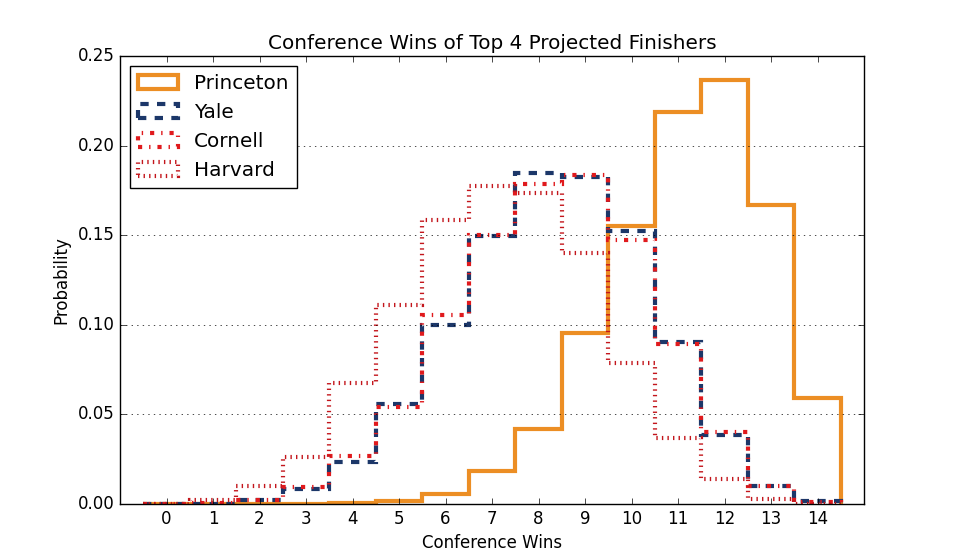 Conference Wins of Top 4 Projected Finishers
0.25
0.20
0.15
0.10
0.05
0.00
Probability
Princeton
Yale
Cornell
Harvard
0 1 2 3 4 5 6 7 8 9 10 11 12 13 14
Conference Wins